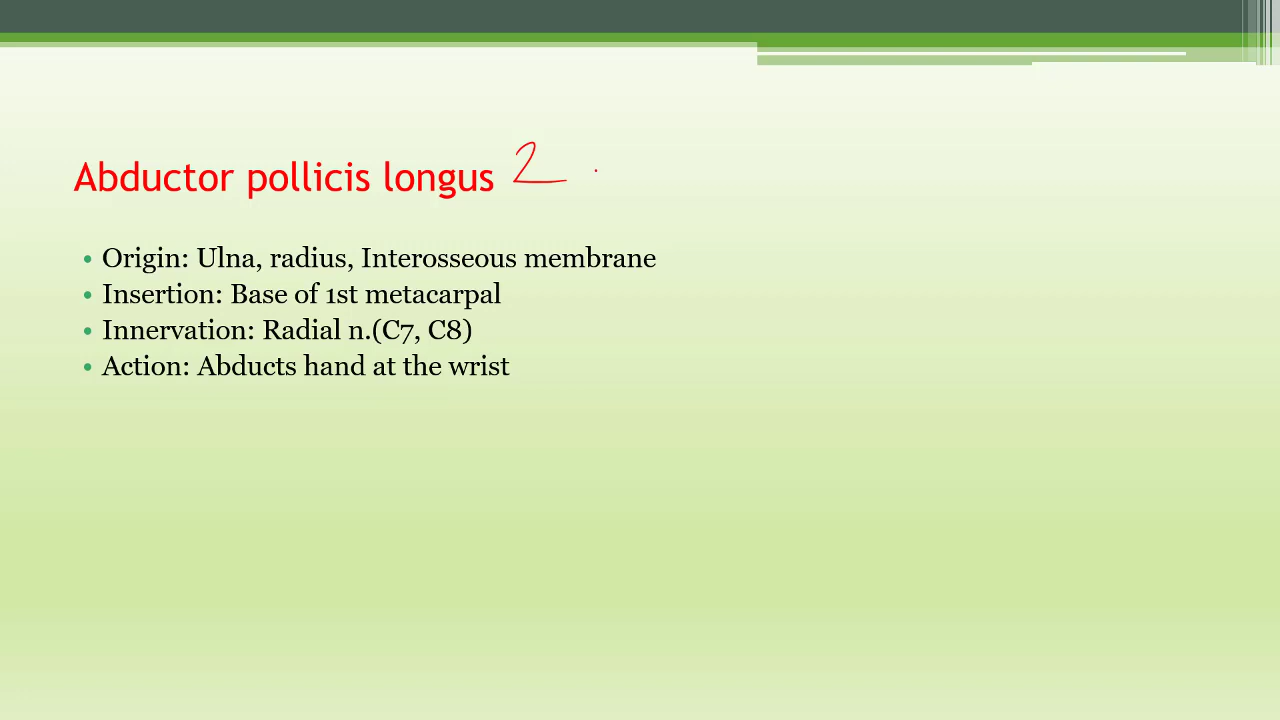 Abductor pollicis longus 2
• Origin: Ulna, radius, Interosseous membrane
• Insertion: Base of 1st metacarpal
• Innervation: Radial n.(C7, C8)
• Action: Abducts hand at the wrist